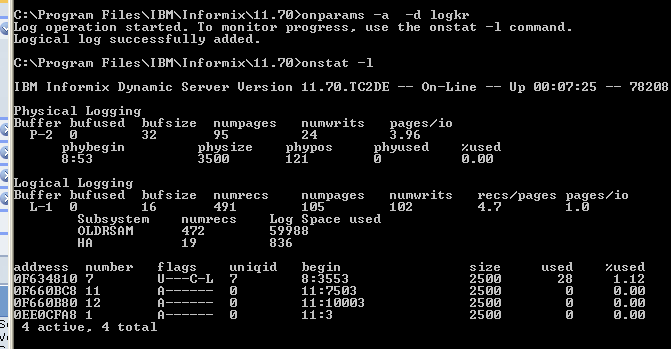 C:\Program Files\IBM\Informix\11.70>onparams -a  -d logkr
Log operation started. To monitor progress, use the onstat -l command.
Logical log successfully added.
C:\Program Files\IBM\Informix\11.70>onstat -l
IBM Informix Dynamic Server Version 11.70.TC2DE -- On-Line -- Up 00:07:25 -- 78208
Physical Logging
Buffer bufused  bufsize  numpages  numwrits  pages/io
P-2  0  32  95  24  3.96
phybegin  physize  phypos  phyused  %used
8:53  3500  121  0  0.00
Logical Logging
Buffer bufused  bufsize  numrecs  numpages  numwrits  recs/pages pages/io
L-1  0  16  491  105  102  4.7  1.0
Subsystem  numrecs  Log Space used
OLDRSAM  472  59988
HA  19  836
address  number  flags  uniqid  begin  size  used  %used
0F634810 7  U---C-L  7  8:3553  2500  28  1.12
0F660BC8 11  A------  0  11:7503  2500  0  0.00
0F660B80 12  A------  0  11:10003  2500  0  0.00
0EE0CFA8 1  A------  0  11:3  2500  0  0.00
4 active, 4 total